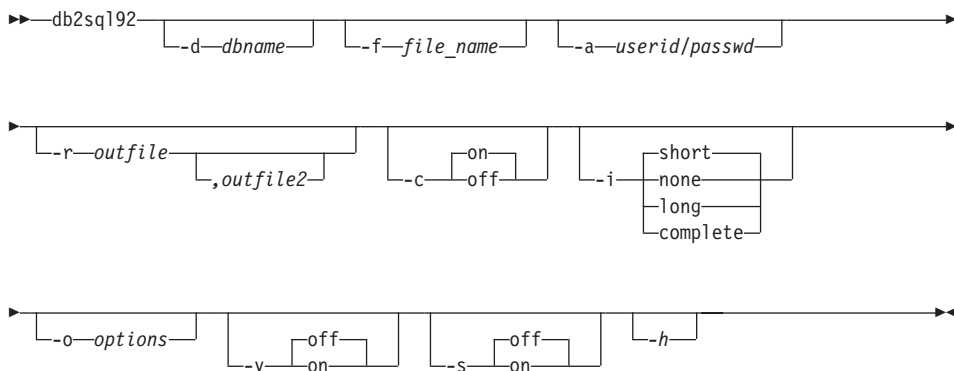 db2sql92
-d dbname
-f file_name
-a userid/passwd
-r outfile
,outfile2
-c
on
off
-i
short
none
long
complete
-o options
-v
off
on
-s
off
on
-h